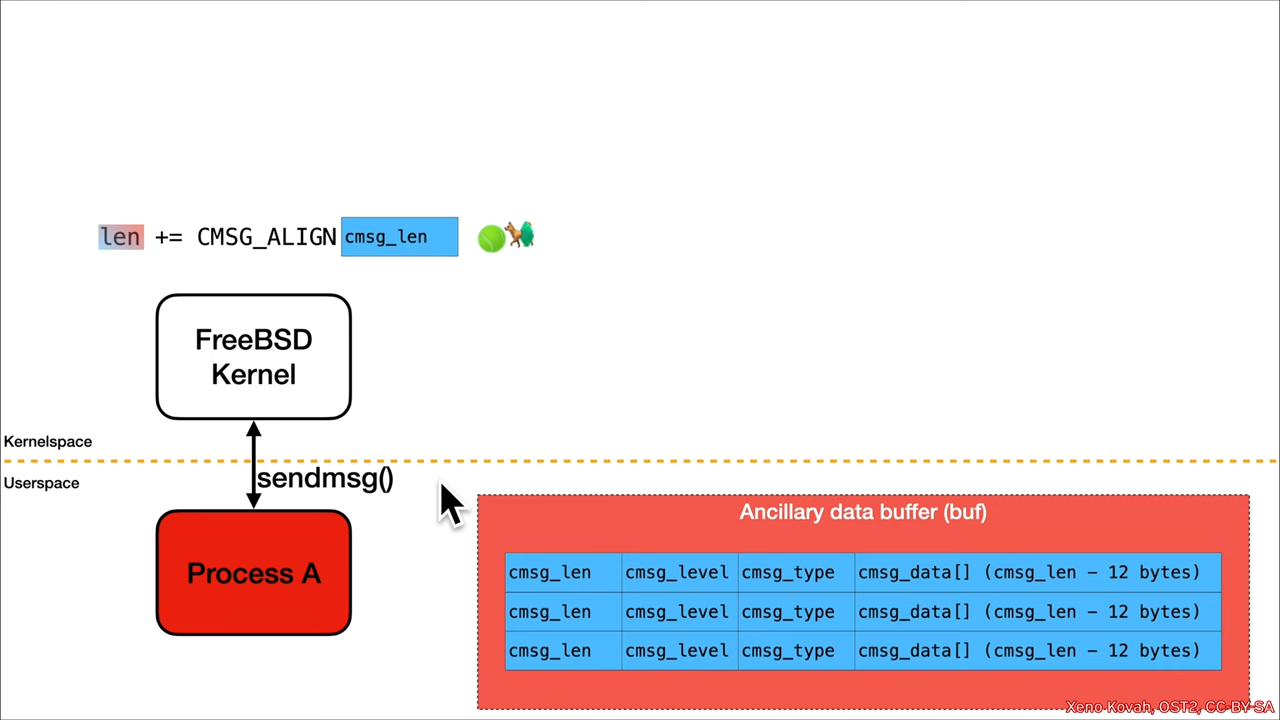 len += CMSG_ALIGN cmsg_len
FreeBSD
Kernel
Kernelspace
Userspace
sendmsg()
Process A
Ancillary data buffer (buf)
cmsg_len cmsg_level cmsg_type cmsg_data[] (cmsg_len - 12 bytes)
cmsg_len cmsg_level cmsg_type cmsg_data[] (cmsg_len - 12 bytes)
cmsg_len cmsg_level cmsg_type cmsg_data[] (cmsg_len - 12 bytes)
Xeno Kovah, OST2, CC-BY-SA